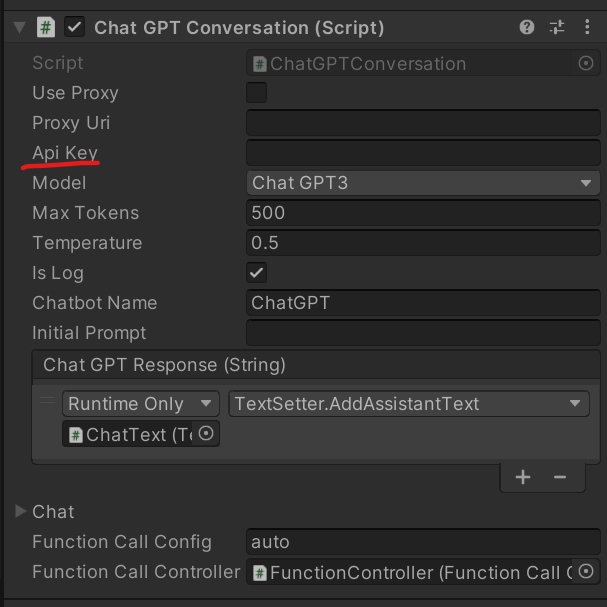 Chat GPT Conversation (Script)
Script ChatGPTConversation
Use Proxy
Proxy Uri
Api Key
Model Chat GPT3
Max Tokens 500
Temperature 0.5
Is Log
Chatbot Name ChatGPT
Initial Prompt
Chat GPT Response (String)
Runtime Only TextSetter.AddAssistantText
ChatText (Te
Chat
Function Call Config auto
Function Call Controller FunctionController (Function Call C